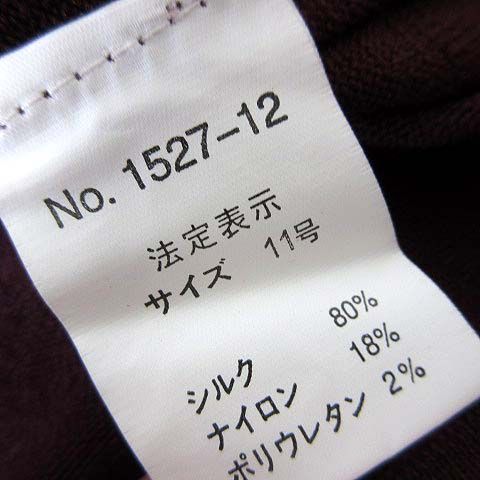 No. 1527-12
法定表示
サイズ 11号
シルク 80%
ナイロン 18%
ポリウレタン 2%